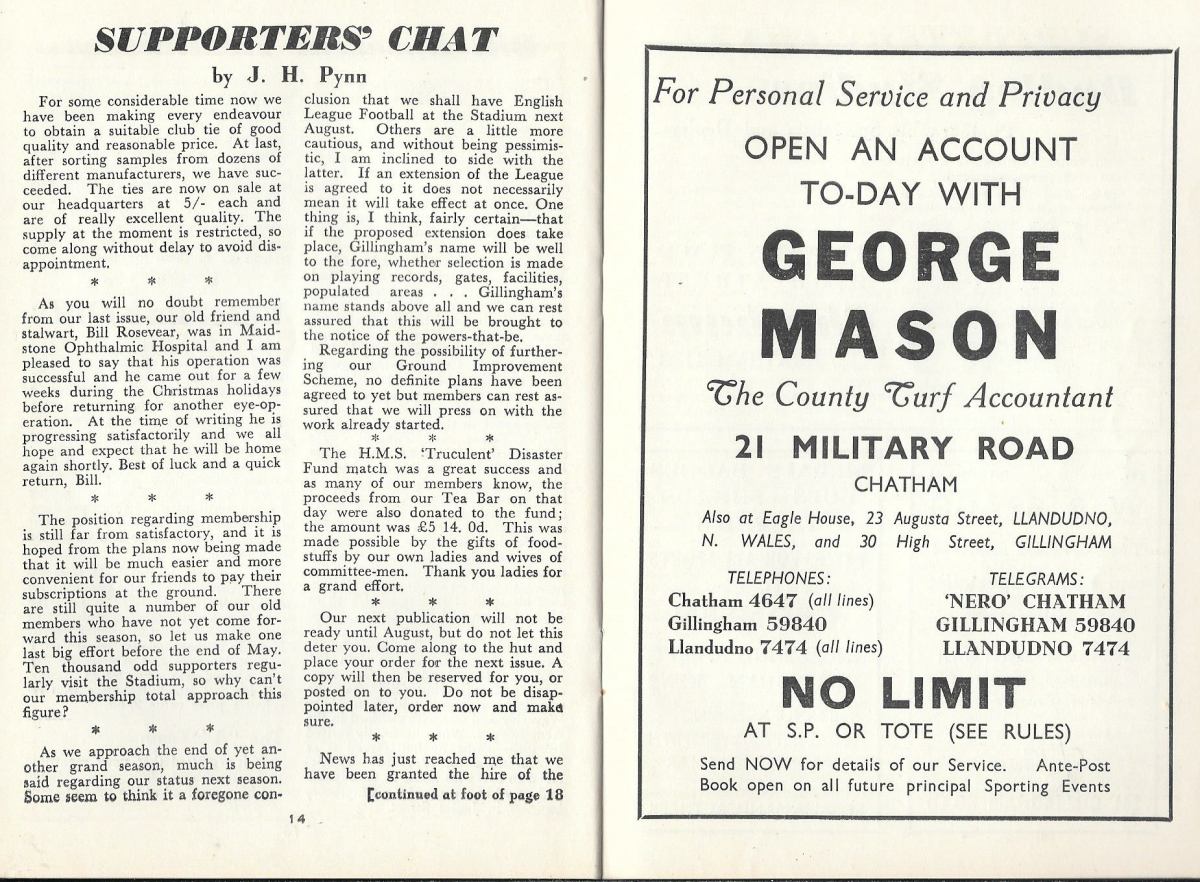 SUPPORTERS' CHAT
by J. H. Pynn
For some considerable time now we
have been making every endeavour
to obtain a suitable club tie of good
quality and reasonable price. At last,
after sorting samples from dozens of
different manufacturers, we have suc-
ceeded. The ties are now on sale at
our headquarters at 5/- each and
are of really excellent quality. The
supply at the moment is restricted, so
come along without delay to avoid dis-
appointment.
* * *
As you will no doubt remember
from our last issue, our old friend and
stalwart, Bill Rosevear, was in Maid-
stone Ophthalmic Hospital and I am
pleased to say that his operation was
successful and he came out for a few
weeks during the Christmas holidays
before returning for another eye-op-
eration. At the time of writing he is
progressing satisfactorily and we all
hope and expect that he will be home
again shortly. Best of luck and a quick
return, Bill.
* * *
The position regarding membership
is still far from satisfactory, and it is
hoped from the plans now being made
that it will be much easier and more
convenient for our friends to pay their
subscriptions at the ground. There
are still quite a number of our old
members who have not yet come for-
ward this season, so let us make one
last big effort before the end of May.
Ten thousand odd supporters regu-
larly visit the Stadium, so why can't
our membership total approach this
figure?
* * *
As we approach the end of yet an-
other grand season, much is being
said regarding our status next season.
Some seem to think it a foregone con-
clusion that we shall have English
League Football at the Stadium next
August. Others are a little more
cautious, and without being pessimis-
tic, I am inclined to side with the
latter. If an extension of the League
is agreed to it does not necessarily
mean it will take effect at once. One
thing is, I think, fairly certain—that
if the proposed extension does take
place, Gillingham's name will be well
to the fore, whether selection is made
on playing records, gates, facilities,
populated areas . . . Gillingham's
name stands above all and we can rest
assured that this will be brought to
the notice of the powers-that-be.
Regarding the possibility of further-
ing our Ground Improvement
Scheme, no definite plans have been
agreed to yet but members can rest as-
sured that we will press on with the
work already started.
* * *
The H.M.S. 'Truculent' Disaster
Fund match was a great success and
as many of our members know, the
proceeds from our Tea Bar on that
day were also donated to the fund;
the amount was £5 14. 0d. This was
made possible by the gifts of food-
stuffs by our own ladies and wives of
committee-men. Thank you ladies for
a grand effort.
* * *
Our next publication will not be
ready until August, but do not let this
deter you. Come along to the hut and
place your order for the next issue. A
copy will then be reserved for you, or
posted on to you. Do not be disap-
pointed later, order now and make
sure.
* * *
News has just reached me that we
have been granted the hire of the
[continued at foot of page 18
14
For Personal Service and Privacy
OPEN AN ACCOUNT
TO-DAY WITH
GEORGE
MASON
The County Turf Accountant
21 MILITARY ROAD
CHATHAM
Also at Eagle House, 23 Augusta Street, LLANDUDNO,
N. WALES, and 30 High Street, GILLINGHAM
TELEPHONES:
Chatham 4647 (all lines)
Gillingham 59840
Llandudno 7474 (all lines)
TELEGRAMS:
'NERO' CHATHAM
GILLINGHAM 59840
LLANDUDNO 7474
NO LIMIT
AT S.P. OR TOTE (SEE RULES)
Send NOW for details of our Service. Ante-Post
Book open on all future principal Sporting Events